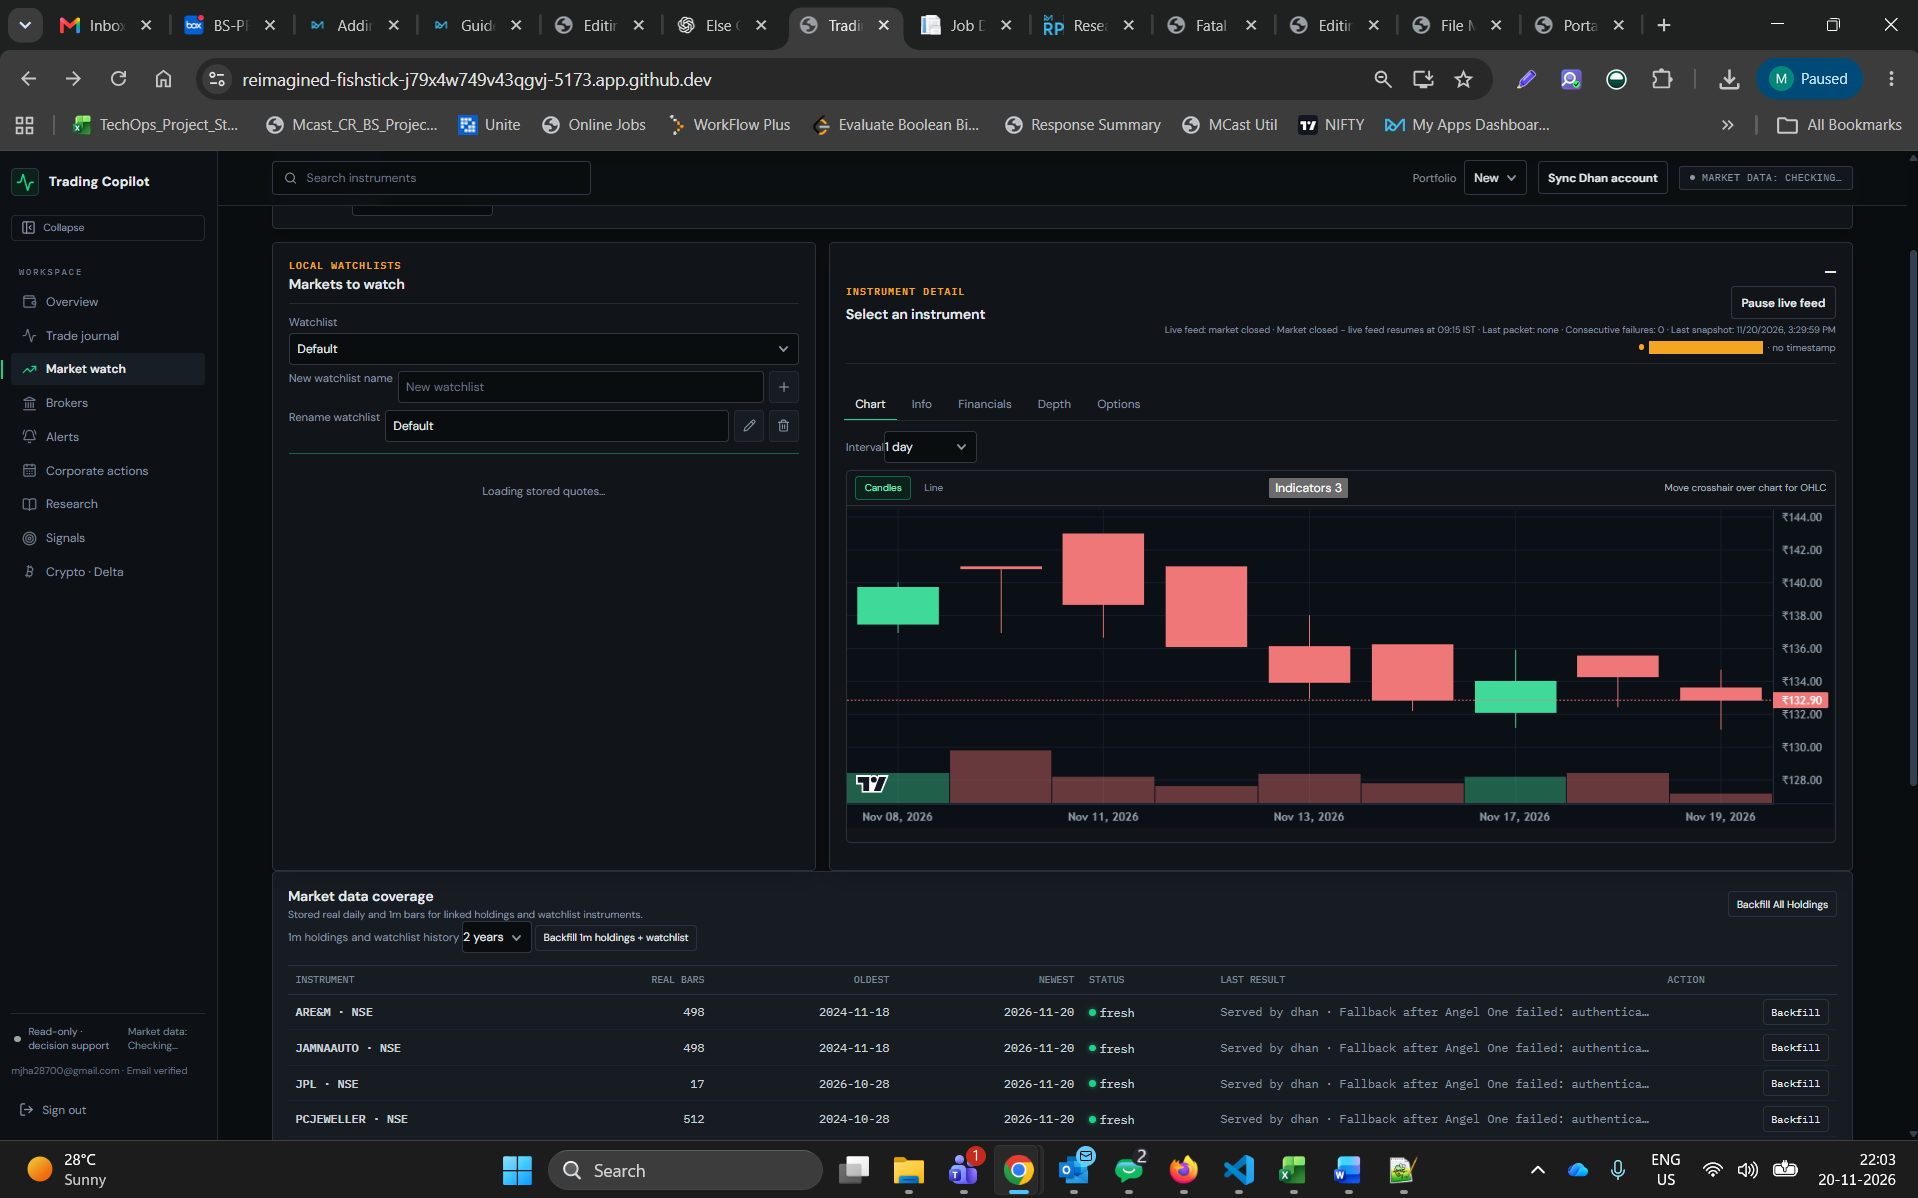 Inbo
BS-PF
Addin
Guid
Editin
Else
Tradi
Job D
RP Rese
Fatal
Editin
File M
Porta
reimagined-fishstick-j79x4w749v43qgvj-5173.app.github.dev
M Paused
TechOps_Project_St...
Mcast_CR_BS_Projec...
Unite
Online Jobs
WorkFlow Plus
Evaluate Boolean Bi...
Response Summary
MCast Util
NIFTY
My Apps Dashboar...
All Bookmarks
Trading Copilot
Search instruments
Portfolio
New
Sync Dhan account
MARKET DATA: CHECKING…
Collapse
WORKSPACE
Overview
Trade journal
Market watch
Brokers
Alerts
Corporate actions
Research
Signals
Crypto · Delta
Read-only ·
decision support
Market data:
Checking…
mjha28700@gmail.com · Email verified
Sign out
LOCAL WATCHLISTS
Markets to watch
Watchlist
Default
New watchlist name
New watchlist
Rename watchlist
Default
Loading stored quotes…
INSTRUMENT DETAIL
Select an instrument
Pause live feed
Live feed: market closed · Market closed - live feed resumes at 09:15 IST · Last packet: none · Consecutive failures: 0 · Last snapshot: 11/20/2026, 3:29:59 PM
· no timestamp
Chart
Info
Financials
Depth
Options
Interval
1 day
Candles
Line
Indicators 3
Move crosshair over chart for OHLC
₹144.00
₹142.00
₹140.00
₹138.00
₹136.00
₹134.00
₹132.90
₹132.00
₹130.00
₹128.00
Nov 08, 2026
Nov 11, 2026
Nov 13, 2026
Nov 17, 2026
Nov 19, 2026
Market data coverage
Stored real daily and 1m bars for linked holdings and watchlist instruments.
Backfill All Holdings
1m holdings and watchlist history
2 years
Backfill 1m holdings + watchlist
INSTRUMENT REAL BARS OLDEST NEWEST STATUS LAST RESULT ACTION
ARE&M · NSE 498 2024-11-18 2026-11-20 fresh Served by dhan · Fallback after Angel One failed: authentica… Backfill
JAMNAAUTO · NSE 498 2024-11-18 2026-11-20 fresh Served by dhan · Fallback after Angel One failed: authentica… Backfill
JPL · NSE 17 2026-10-28 2026-11-20 fresh Served by dhan · Fallback after Angel One failed: authentica… Backfill
PCJEWELLER · NSE 512 2024-10-28 2026-11-20 fresh Served by dhan · Fallback after Angel One failed: authentica… Backfill
28°C
Sunny
Search
1
2
ENG
US
22:03
20-11-2026